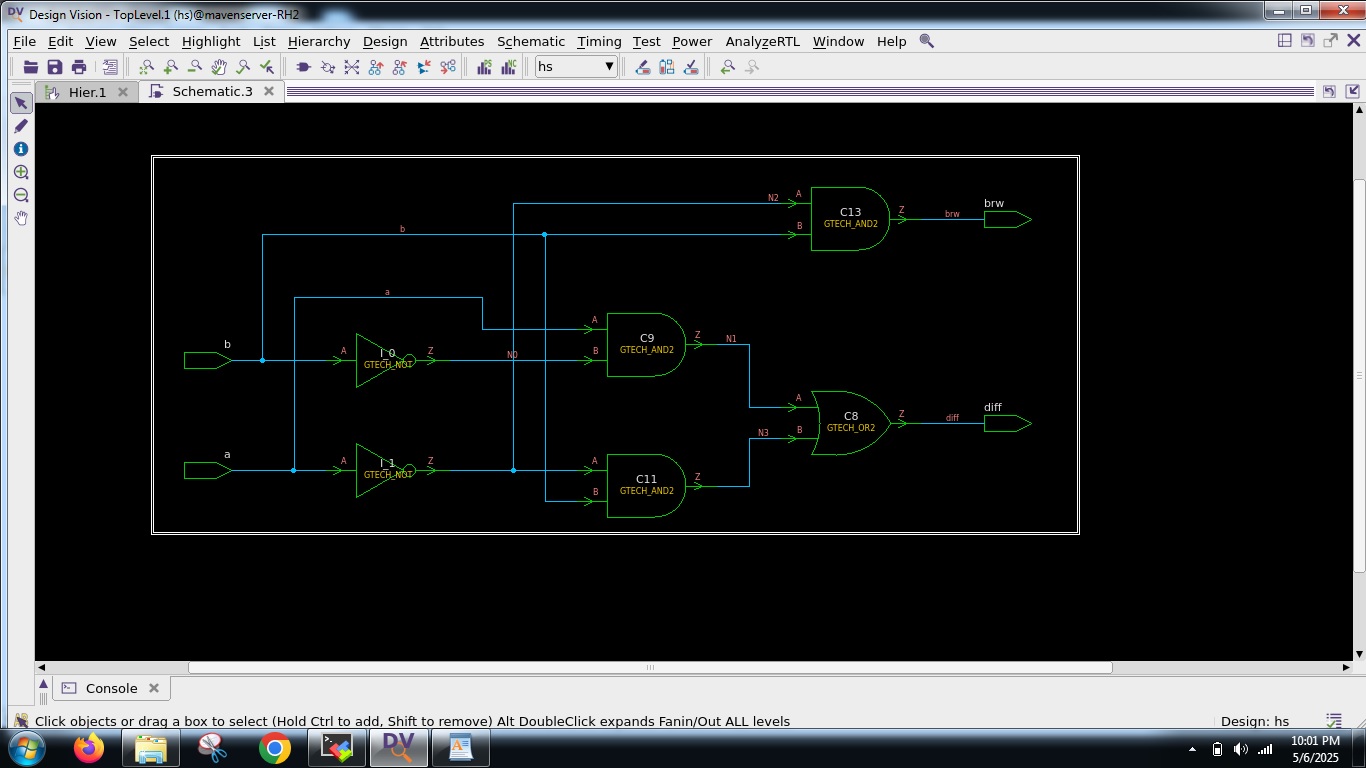 DV Design Vision - TopLevel.1 (hs)@mavenserver-RH2
File Edit View Select Highlight List Hierarchy Design Attributes Schematic Timing Test Power AnalyzeRTL Window Help
hs
Hier.1 Schematic.3
N2 A C13 GTECH_AND2 Z brw brw
b B
a
A C9 GTECH_AND2 Z N1
b A I_0 GTECH_NOT Z N0 B
A C8 GTECH_OR2 Z diff diff
N3 B
a A I_1 GTECH_NOT Z A C11 GTECH_AND2 Z
B
Console
Click objects or drag a box to select (Hold Ctrl to add, Shift to remove) Alt DoubleClick expands Fanin/Out ALL levels Design: hs
DV
10:01 PM
5/6/2025